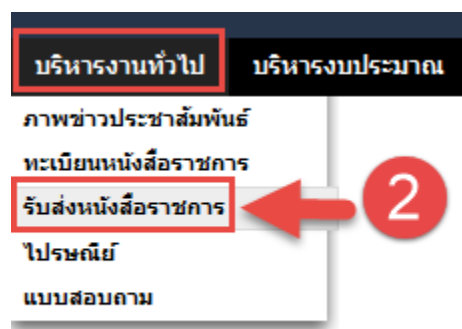 บริหารงานทั่วไป บริหารงบประมาณ
ภาพข่าวประชาสัมพันธ์
ทะเบียนหนังสือราชการ
รับส่งหนังสือราชการ 2
ไปรษณีย์
แบบสอบถาม